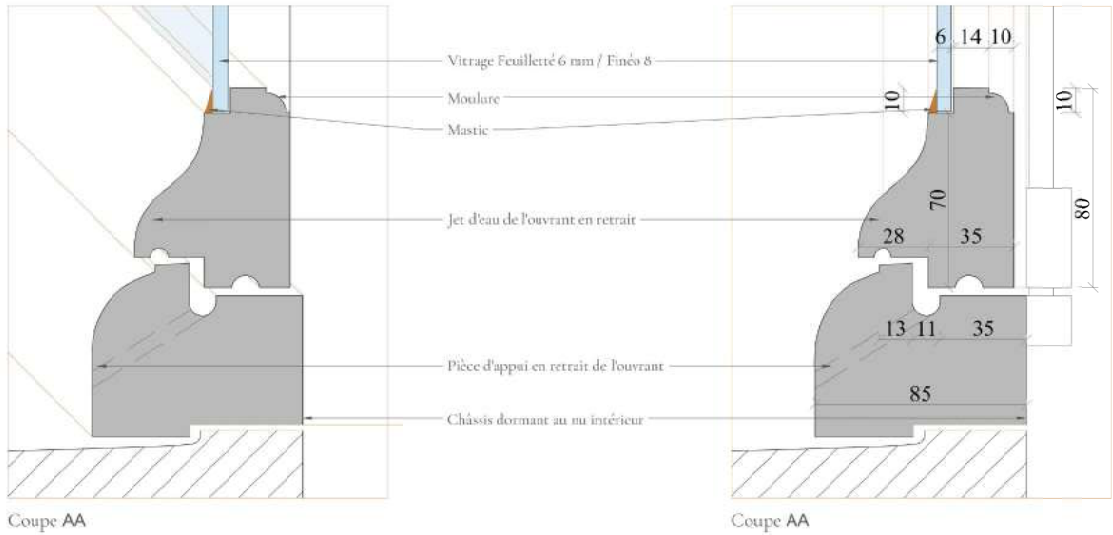 Vitrage Feuilletté 6 mm / Finéo 8
Moulure
Mastic
Jet d'eau de l'ouvrant en retrait
Pièce d'appui en retrait de l'ouvrant
Châssis dormant au nu intérieur
6 14 10
10
10
70
80
28 35
13 11 35
85
Coupe AA
Coupe AA